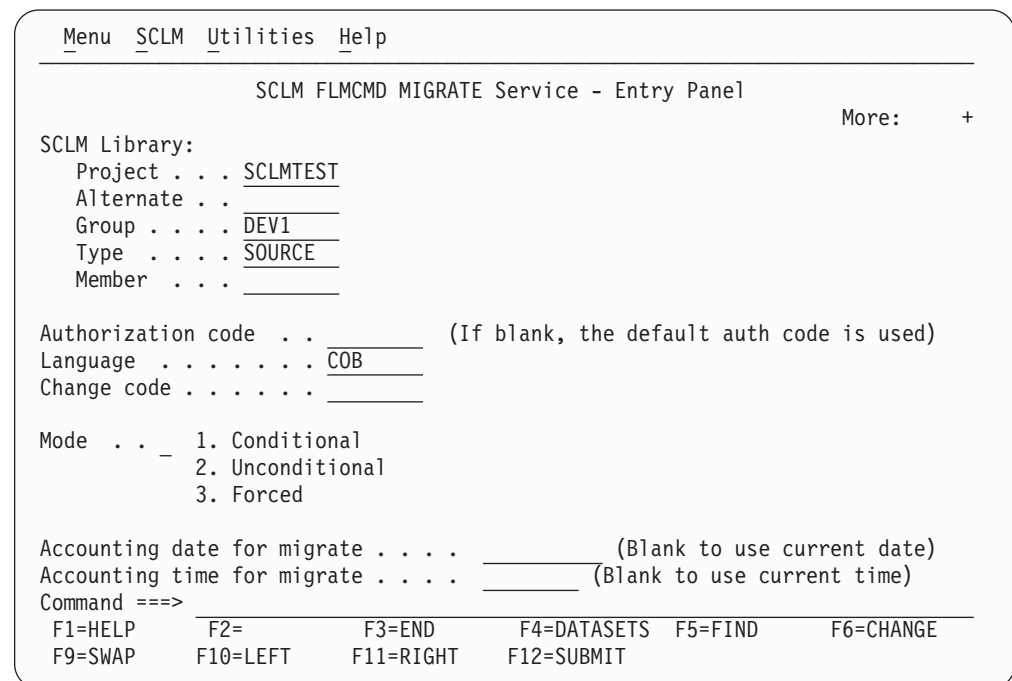 Menu SCLM Utilities Help
SCLM FLMCMD MIGRATE Service - Entry Panel
More: +
SCLM Library:
Project . . . SCLMTEST
Alternate . .
Group . . . . DEV1
Type . . . . SOURCE
Member . . .
Authorization code . . (If blank, the default auth code is used)
Language . . . . . . . COB
Change code . . . . . .
Mode . . _ 1. Conditional
2. Unconditional
3. Forced
Accounting date for migrate . . . . (Blank to use current date)
Accounting time for migrate . . . . (Blank to use current time)
Command ===>
F1=HELP F2= F3=END F4=DATASETS F5=FIND F6=CHANGE
F9=SWAP F10=LEFT F11=RIGHT F12=SUBMIT